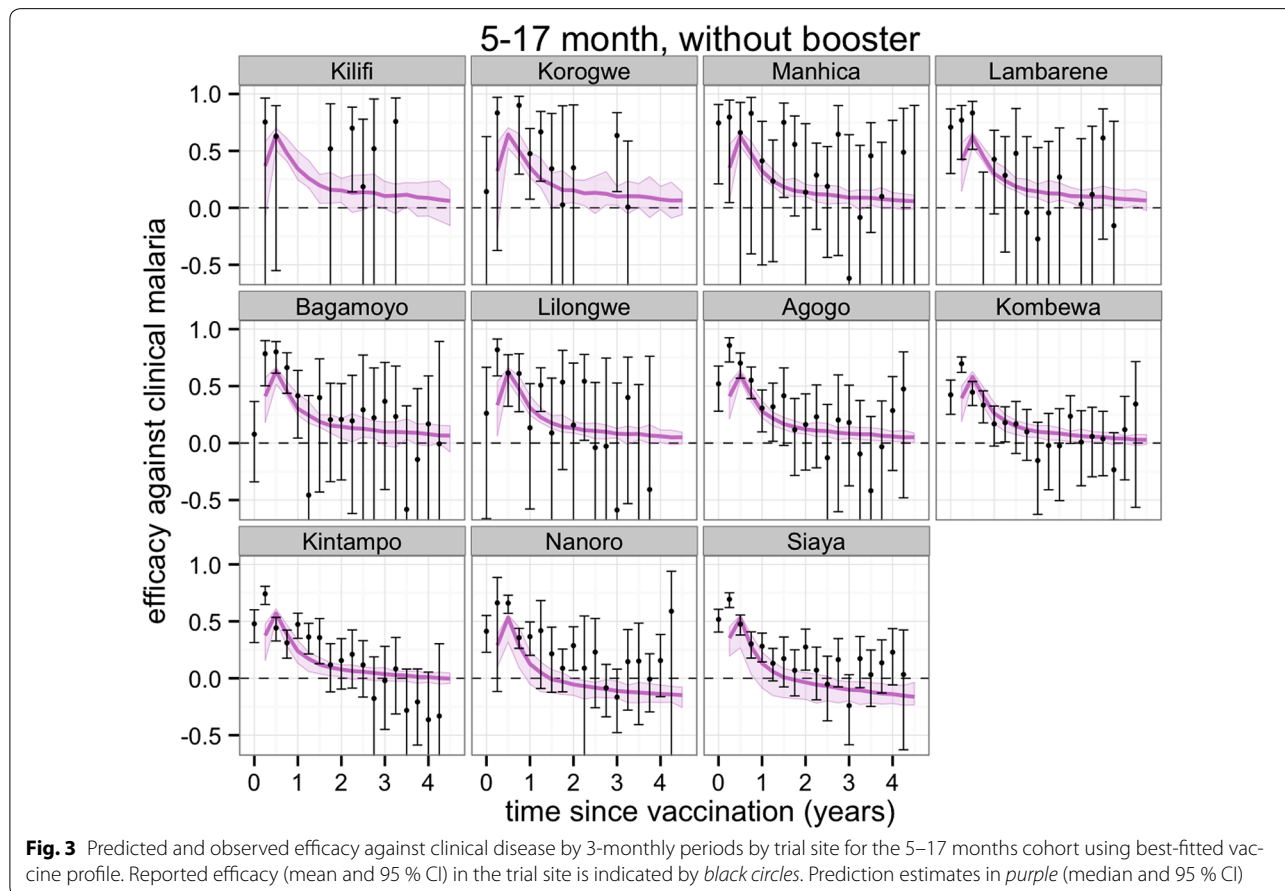 5-17 month, without booster
Kilifi Korogwe Manhica Lambarene
1.0
0.5
0.0
-0.5
Bagamoyo Lilongwe Agogo Kombewa
1.0
0.5
0.0
-0.5
Kintampo Nanoro Siaya
1.0
0.5
0.0
-0.5
efficacy against clinical malaria
0 1 2 3 4 0 1 2 3 4 0 1 2 3 4
time since vaccination (years)
Fig. 3 Predicted and observed efficacy against clinical disease by 3-monthly periods by trial site for the 5–17 months cohort using best-fitted vac-
cine profile. Reported efficacy (mean and 95 % CI) in the trial site is indicated by black circles. Prediction estimates in purple (median and 95 % CI)